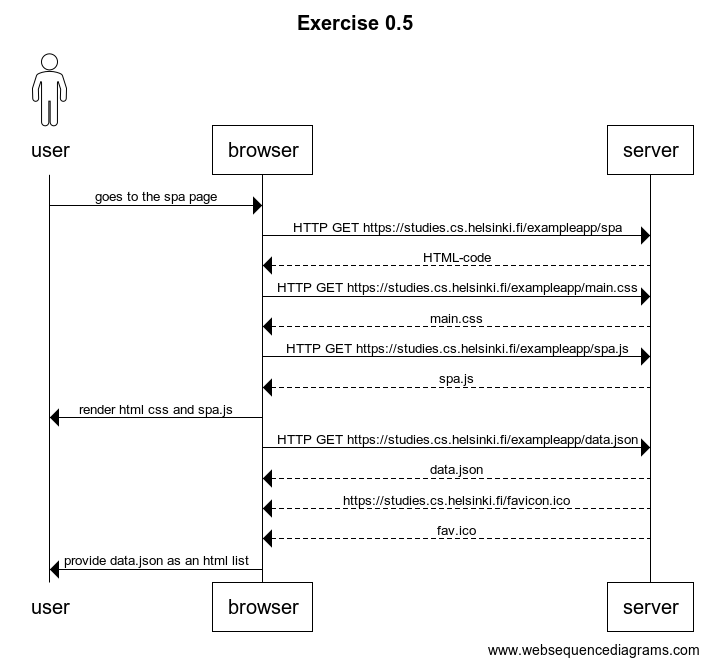 Exercise 0.5
user
browser
server
goes to the spa page
HTTP GET https://studies.cs.helsinki.fi/exampleapp/spa
HTML-code
HTTP GET https://studies.cs.helsinki.fi/exampleapp/main.css
main.css
HTTP GET https://studies.cs.helsinki.fi/exampleapp/spa.js
spa.js
render html css and spa.js
HTTP GET https://studies.cs.helsinki.fi/exampleapp/data.json
data.json
https://studies.cs.helsinki.fi/favicon.ico
fav.ico
provide data.json as an html list
user
browser
server
www.websequencediagrams.com